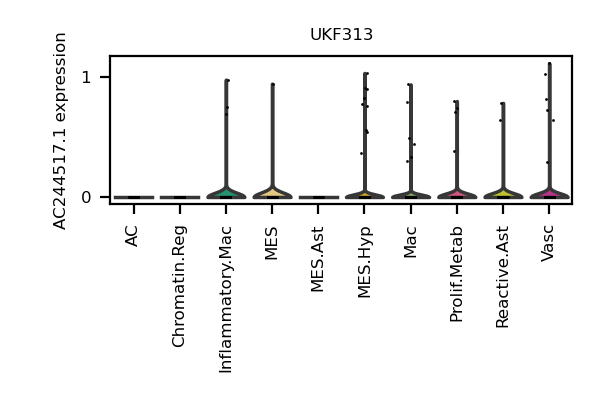 UKF313
AC244517.1 expression
1
0
AC
Chromatin.Reg
Inflammatory.Mac
MES
MES.Ast
MES.Hyp
Mac
Prolif.Metab
Reactive.Ast
Vasc